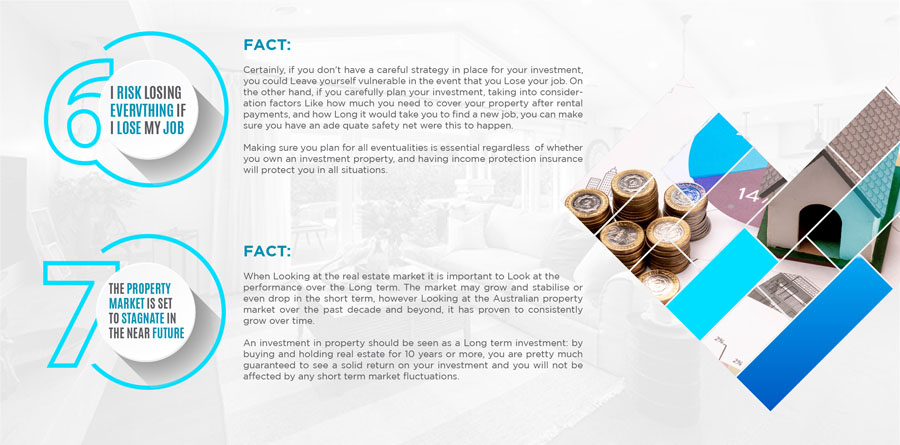 6
I RISK LOSING
EVERYTHING IF
I LOSE MY JOB
FACT:
Certainly, if you don't have a careful strategy in place for your investment,
you could Leave yourself vulnerable in the event that you Lose your job. On
the other hand, if you carefully plan your investment, taking into consider-
ation factors Like how much you need to cover your property after rental
payments, and how Long it would take you to find a new job, you can make
sure you have an ade quate safety net were this to happen.
Making sure you plan for all eventualities is essential regardless of whether
you own an investment property, and having income protection insurance
will protect you in all situations.
7
THE PROPERTY
MARKET IS SET
TO STAGNATE IN
THE NEAR FUTURE
FACT:
When Looking at the real estate market it is important to Look at the
performance over the Long term. The market may grow and stabilise or
even drop in the short term, however Looking at the Australian property
market over the past decade and beyond, it has proven to consistently
grow over time.
An investment in property should be seen as a Long term investment: by
buying and holding real estate for 10 years or more, you are pretty much
guaranteed to see a solid return on your investment and you will not be
affected by any short term market fluctuations.
14
2%
2%